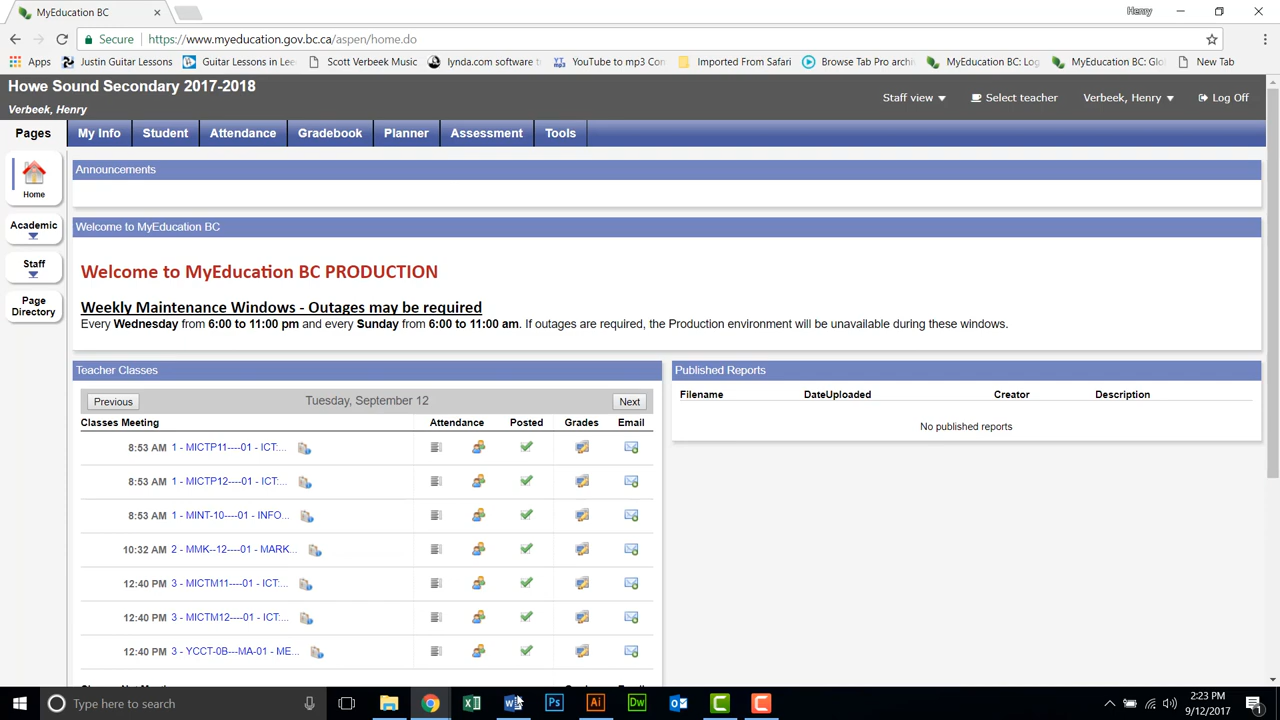 MyEducation BC
Henry
Secure https://www.myeducation.gov.bc.ca/aspen/home.do
Apps Justin Guitar Lessons Guitar Lessons in Lee Scott Verbeek Music lynda.com software t YouTube to mp3 Con Imported From Safari Browse Tab Pro archi MyEducation BC: Log MyEducation BC: Glo New Tab
Howe Sound Secondary 2017-2018
Verbeek, Henry
Staff view Select teacher Verbeek, Henry Log Off
Pages My Info Student Attendance Gradebook Planner Assessment Tools
Home
Academic
Staff
Page Directory
Announcements
Welcome to MyEducation BC
Welcome to MyEducation BC PRODUCTION
Weekly Maintenance Windows - Outages may be required
Every Wednesday from 6:00 to 11:00 pm and every Sunday from 6:00 to 11:00 am. If outages are required, the Production environment will be unavailable during these windows.
Teacher Classes
Previous Tuesday, September 12 Next
Classes Meeting Attendance Posted Grades Email
8:53 AM 1 - MICTP11----01 - ICT:...
8:53 AM 1 - MICTP12----01 - ICT:...
8:53 AM 1 - MINT-10----01 - INFO...
10:32 AM 2 - MMK--12----01 - MARK...
12:40 PM 3 - MICTM11----01 - ICT:...
12:40 PM 3 - MICTM12----01 - ICT:...
12:40 PM 3 - YCCT-0B---MA-01 - ME...
Published Reports
Filename DateUploaded Creator Description
No published reports
Type here to search
Ps Ai Dw
2:23 PM
9/12/2017
1